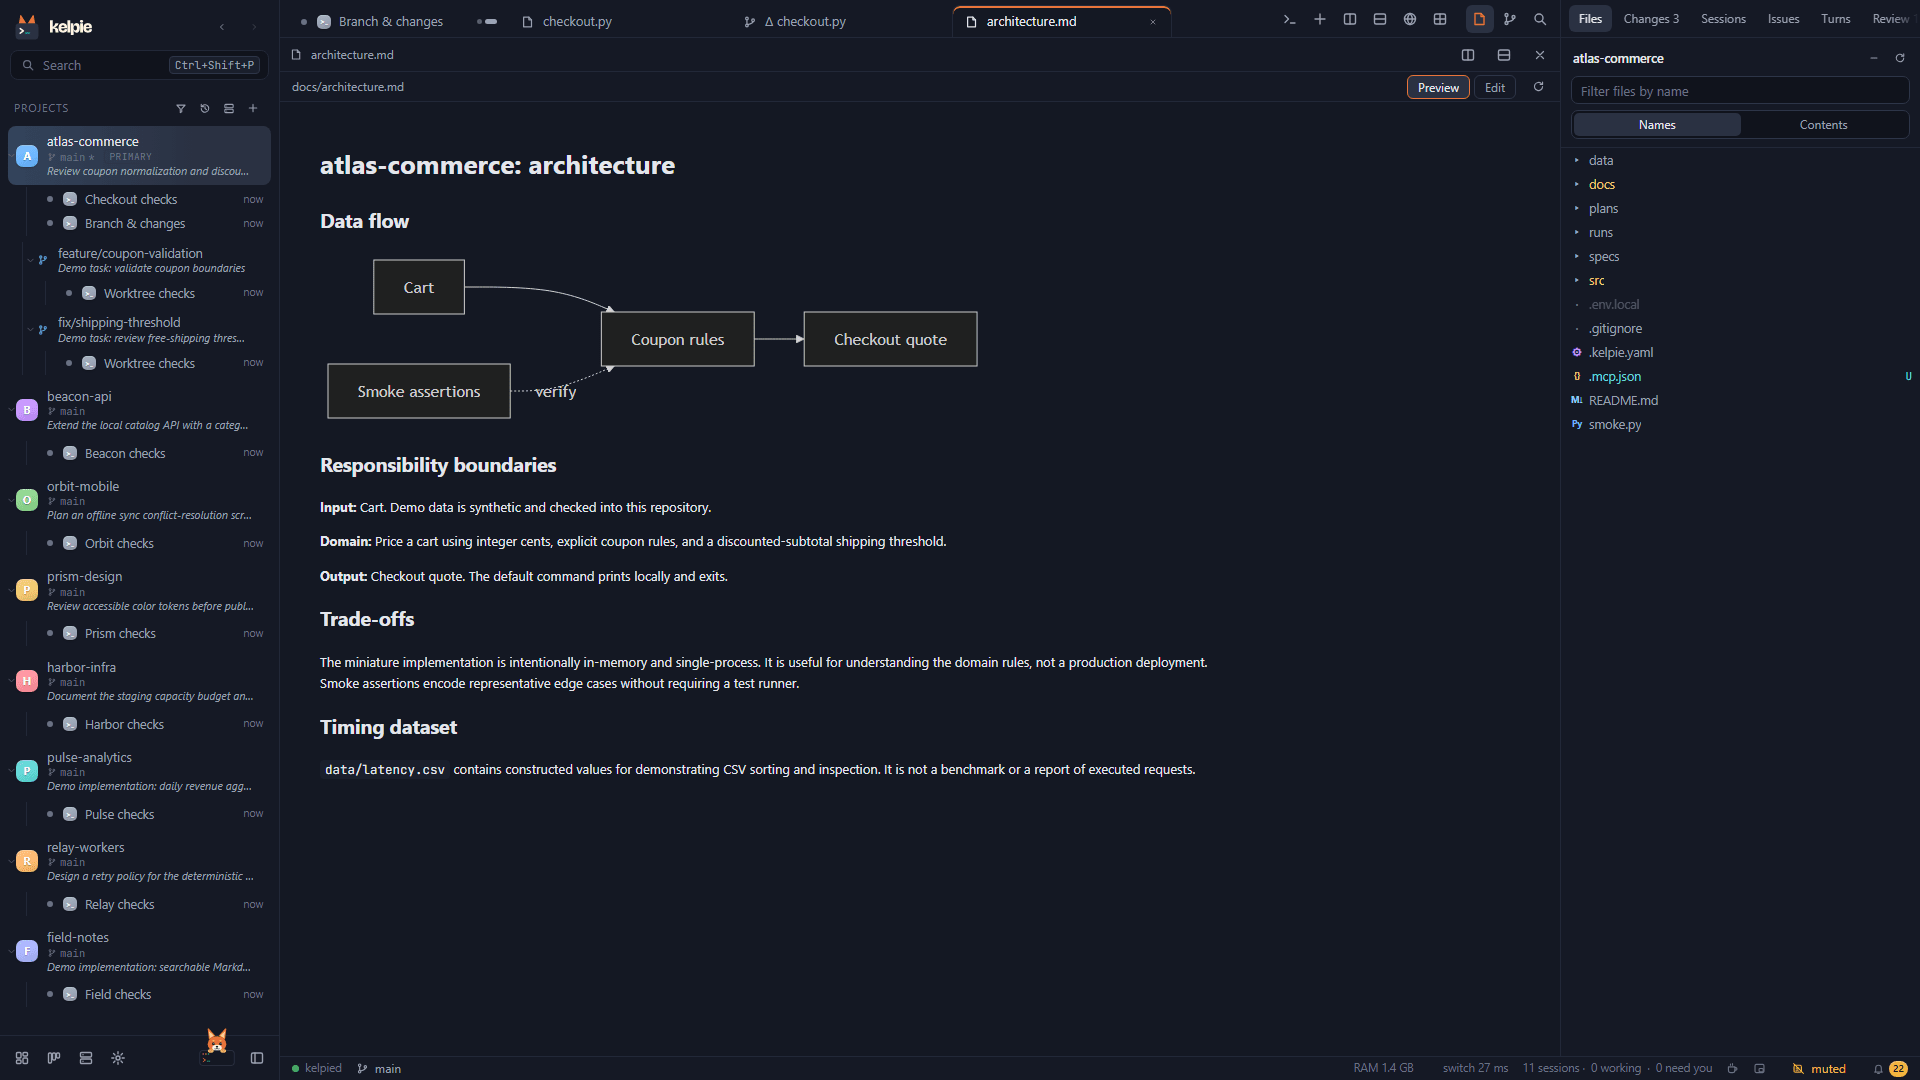 kelpie
Search Ctrl+Shift+P
PROJECTS
A atlas-commerce
main * PRIMARY
Review coupon normalization and discou...
Checkout checks now
Branch & changes now
feature/coupon-validation
Demo task: validate coupon boundaries
Worktree checks now
fix/shipping-threshold
Demo task: review free-shipping thres...
Worktree checks now
B beacon-api
main
Extend the local catalog API with a categ...
Beacon checks now
O orbit-mobile
main
Plan an offline sync conflict-resolution scr...
Orbit checks now
P prism-design
main
Review accessible color tokens before publ...
Prism checks now
H harbor-infra
main
Document the staging capacity budget an...
Harbor checks now
P pulse-analytics
main
Demo implementation: daily revenue agg...
Pulse checks now
R relay-workers
main
Design a retry policy for the deterministic ...
Relay checks now
F field-notes
main
Demo implementation: searchable Markd...
Field checks now
Branch & changes
checkout.py
Δ checkout.py
architecture.md ×
architecture.md
docs/architecture.md Preview Edit
atlas-commerce: architecture
Data flow
Cart
Coupon rules
Checkout quote
Smoke assertions
verify
Responsibility boundaries
Input: Cart. Demo data is synthetic and checked into this repository.
Domain: Price a cart using integer cents, explicit coupon rules, and a discounted-subtotal shipping threshold.
Output: Checkout quote. The default command prints locally and exits.
Trade-offs
The miniature implementation is intentionally in-memory and single-process. It is useful for understanding the domain rules, not a production deployment.
Smoke assertions encode representative edge cases without requiring a test runner.
Timing dataset
data/latency.csv contains constructed values for demonstrating CSV sorting and inspection. It is not a benchmark or a report of executed requests.
Files Changes 3 Sessions Issues Turns Review
atlas-commerce
Filter files by name
Names Contents
data
docs
plans
runs
specs
src
.env.local
.gitignore
.kelpie.yaml
{} .mcp.json U
M↓ README.md
Py smoke.py
kelpied main
RAM 1.4 GB switch 27 ms 11 sessions · 0 working · 0 need you muted 22